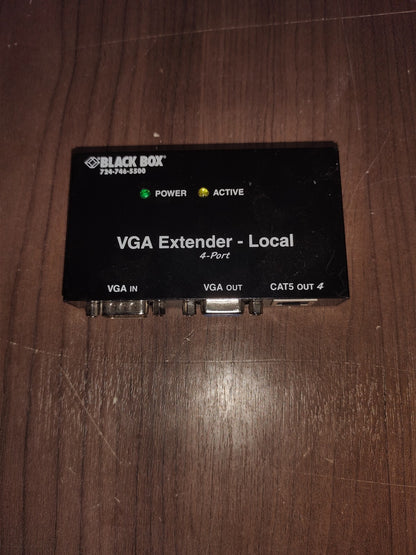 BLACK BOX®
724-746-5500
POWER ACTIVE
VGA Extender - Local
4-Port
VGA IN VGA OUT CAT5 OUT 4